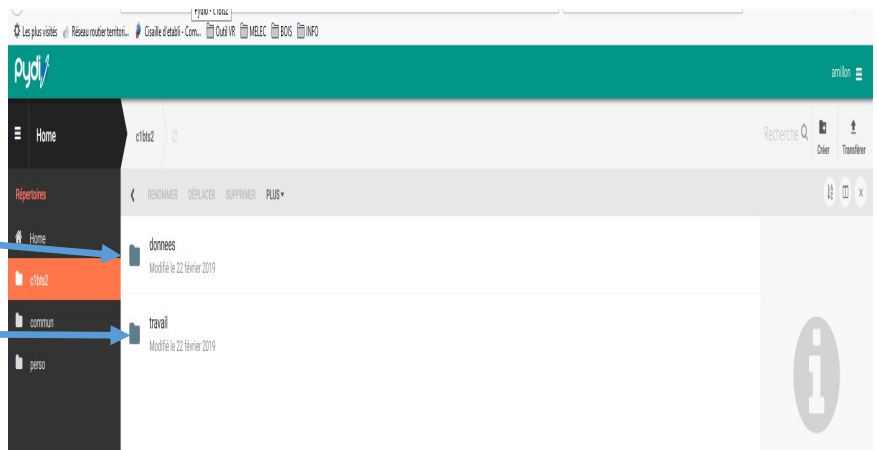 Pydio - c1bts2
Les plus visités Réseau routier territori... Cisaille d'etabli - Com... Outil VR MELEC BOIS INFO
pydi
amillon
Home c1bts2 Recherche
Créer Transférer
Répertoires
RENOMMER DÉPLACER SUPPRIMER PLUS
Home
donnees
Modifié le 22 février 2019
c1bts2
commun
travail
Modifié le 22 février 2019
perso